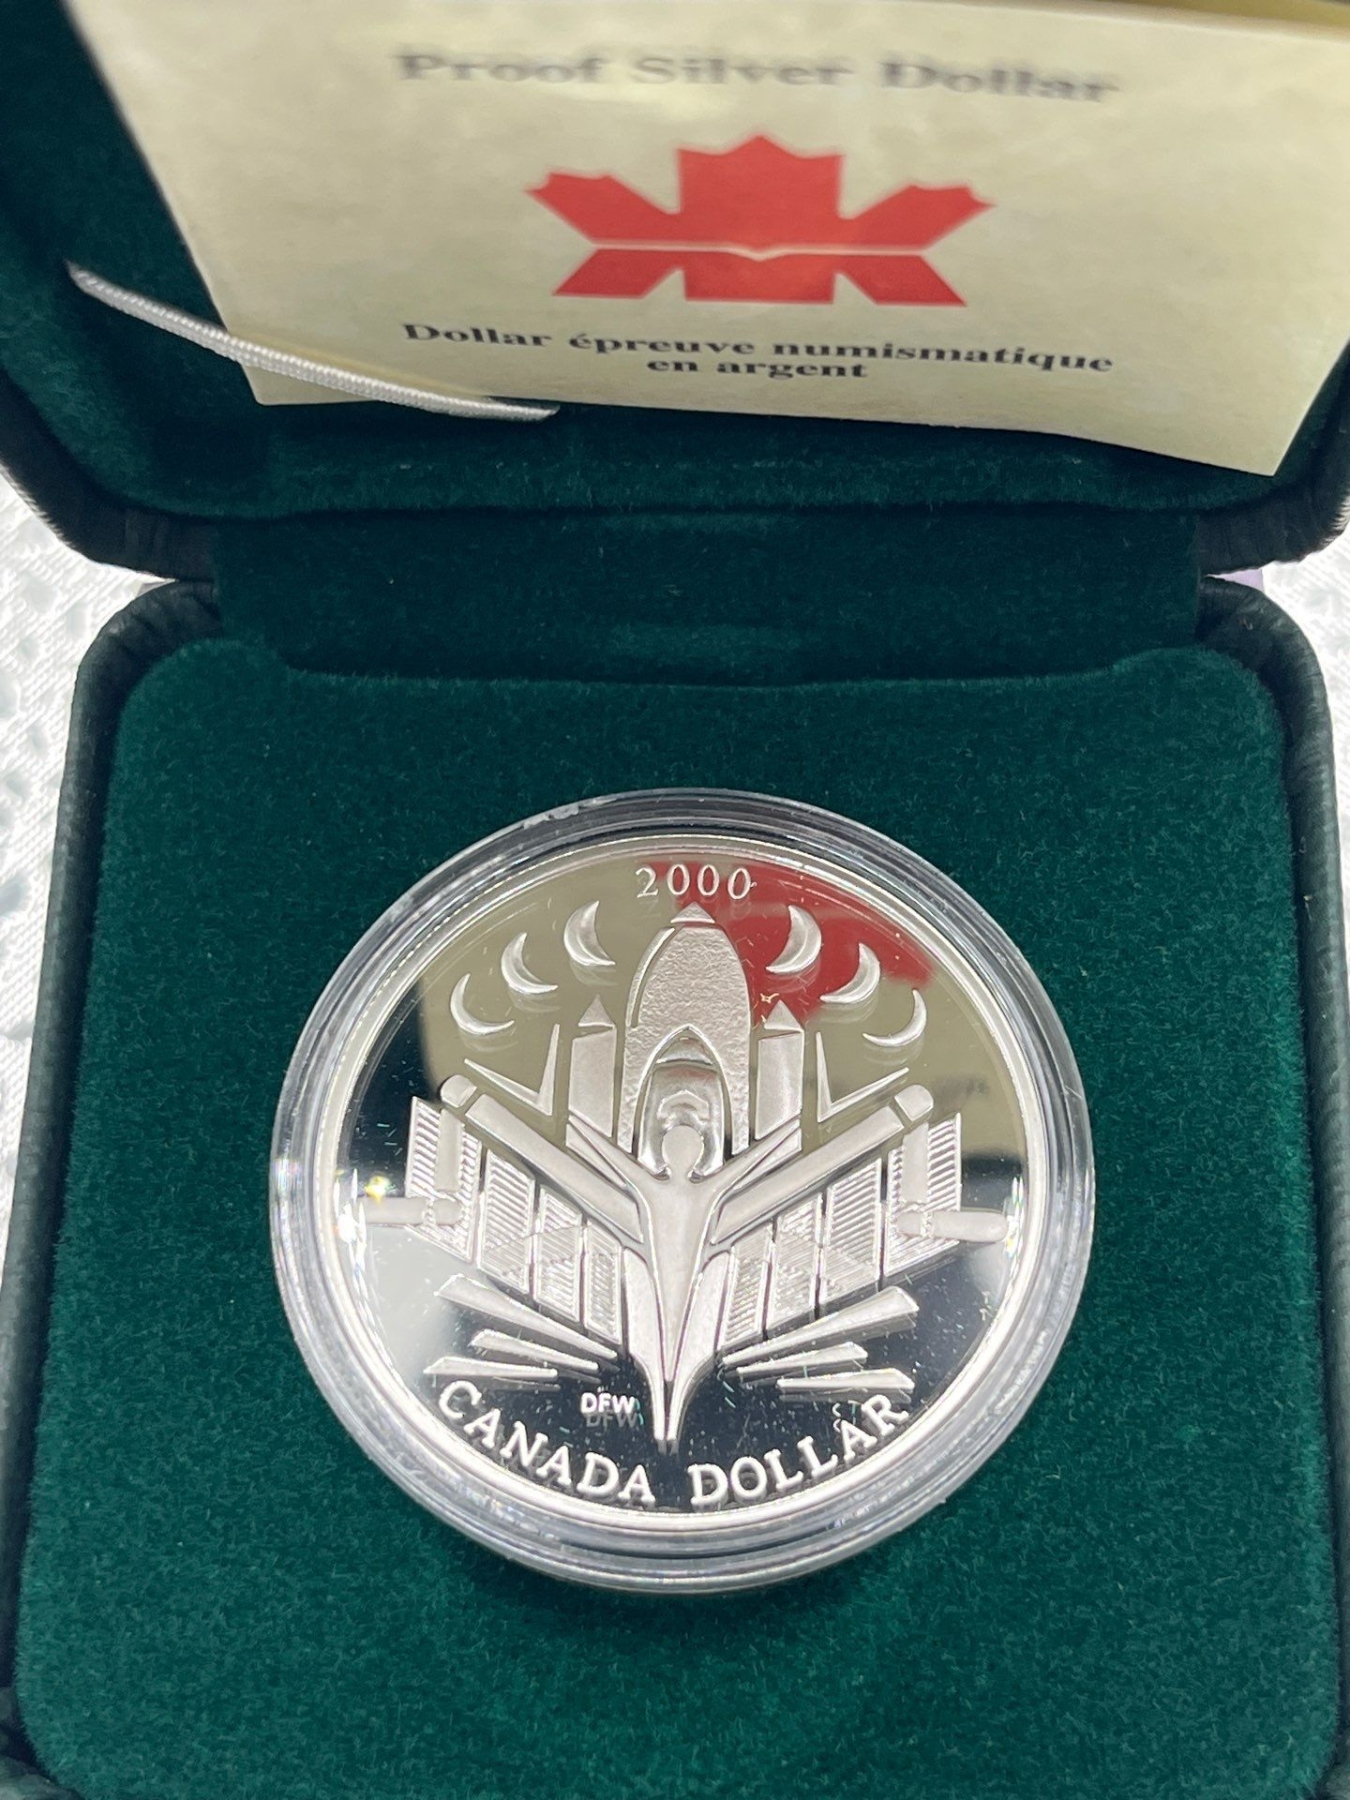 Proof Silver Dollar
Dollar épreuve numismatique
en argent
2000
DFW
CANADA DOLLAR